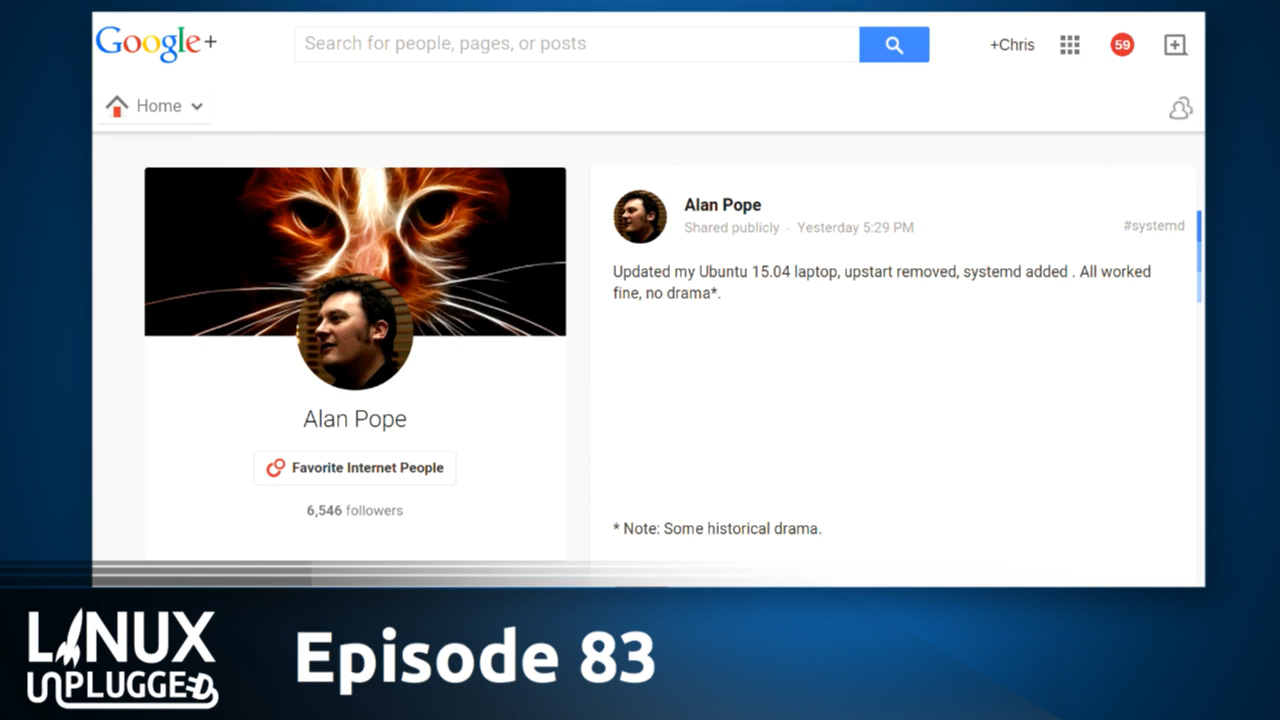 Google+
Search for people, pages, or posts
+Chris
59
Home
Alan Pope
Shared publicly - Yesterday 5:29 PM
#systemd
Updated my Ubuntu 15.04 laptop, upstart removed, systemd added . All worked
fine, no drama*.
Alan Pope
Favorite Internet People
6,546 followers
* Note: Some historical drama.
LINUX
UNPLUGGED
Episode 83